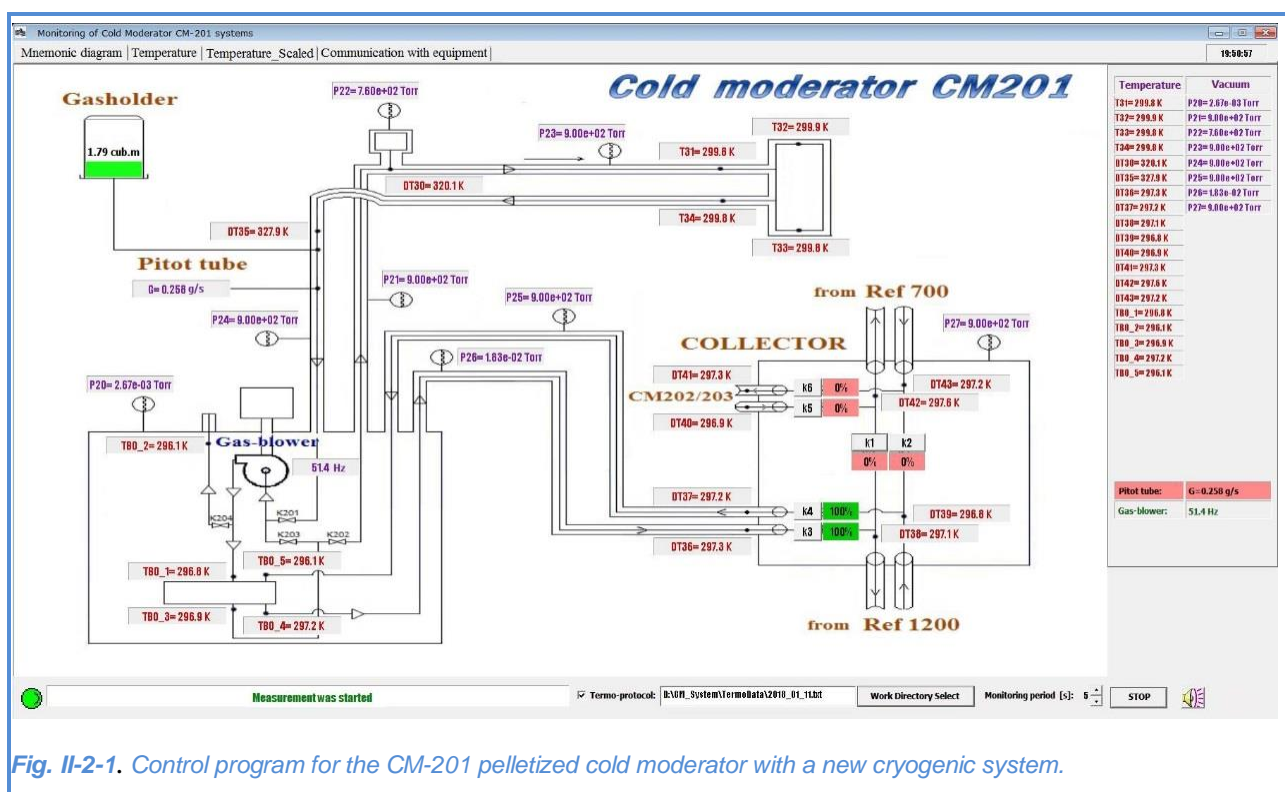 Monitoring of Cold Moderator CM-201 systems
Mnemonic diagram | Temperature | Temperature_Scaled | Communication with equipment |
19:50:57
Cold moderator CM201
Gasholder
1.79 cub.m
P22=7.60e+02 Torr
P23=9.00e+02 Torr
T32= 299.9 K
T31= 299.8 K
DT30= 320.1 K
T34= 299.8 K
T33= 299.8 K
DT35= 327.9 K
Pitot tube
G= 0.258 g/s
P24=9.00e+02 Torr
P21=9.00e+02 Torr
P25=9.00e+02 Torr
P26=1.83e-02 Torr
P20= 2.67e-03 Torr
from Ref 700
P27=9.00e+02 Torr
COLLECTOR
DT41= 297.3 K
k6 0%
DT43= 297.2 K
CM202/203
k5 0%
DT42= 297.6 K
DT40= 296.9 K
k1 k2
0% 0%
TB0_2= 296.1 K
Gas-blower
51.4 Hz
K204
K201
K203
K202
TB0_5= 296.1 K
TB0_1= 296.8 K
TB0_3= 296.9 K
TB0_4= 297.2 K
DT37= 297.2 K
k4 100%
DT39= 296.8 K
k3 100%
DT38= 297.1 K
DT36= 297.3 K
from Ref 1200
Temperature Vacuum
T31= 299.8 K P20= 2.67e-03 Torr
T32= 299.9 K P21= 9.00e+02 Torr
T33= 299.8 K P22= 7.60e+02 Torr
T34= 299.8 K P23= 9.00e+02 Torr
DT30= 320.1 K P24= 9.00e+02 Torr
DT35= 327.9 K P25= 9.00e+02 Torr
DT36= 297.3 K P26= 1.83e-02 Torr
DT37= 297.2 K P27= 9.00e+02 Torr
DT38= 297.1 K
DT39= 296.8 K
DT40= 296.9 K
DT41= 297.3 K
DT42= 297.6 K
DT43= 297.2 K
TB0_1= 296.8 K
TB0_2= 296.1 K
TB0_3= 296.9 K
TB0_4= 297.2 K
TB0_5= 296.1 K
Pitot tube: G=0.258 g/s
Gas-blower: 51.4 Hz
Measurement was started
Termo-protocol: D:\CM_System\TermoData\2018_01_11.txt
Work Directory Select
Monitoring period [s]: 5
STOP
Fig. II-2-1. Control program for the CM-201 pelletized cold moderator with a new cryogenic system.